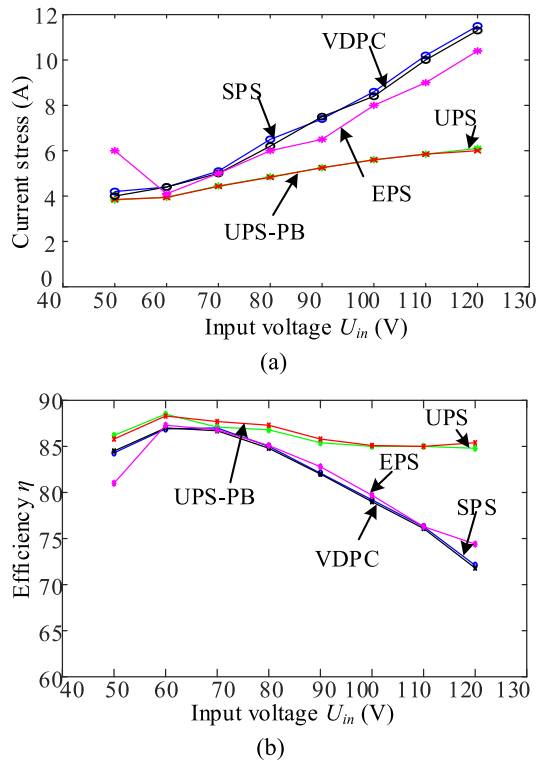 12
10
8
6
4
2
0
Current stress (A)
VDPC
SPS
UPS
EPS
UPS-PB
40 50 60 70 80 90 100 110 120 130
Input voltage U_in (V)
(a)
90
85
80
75
70
65
60
Efficiency η
UPS
EPS
UPS-PB
SPS
VDPC
40 50 60 70 80 90 100 110 120 130
Input voltage U_in (V)
(b)